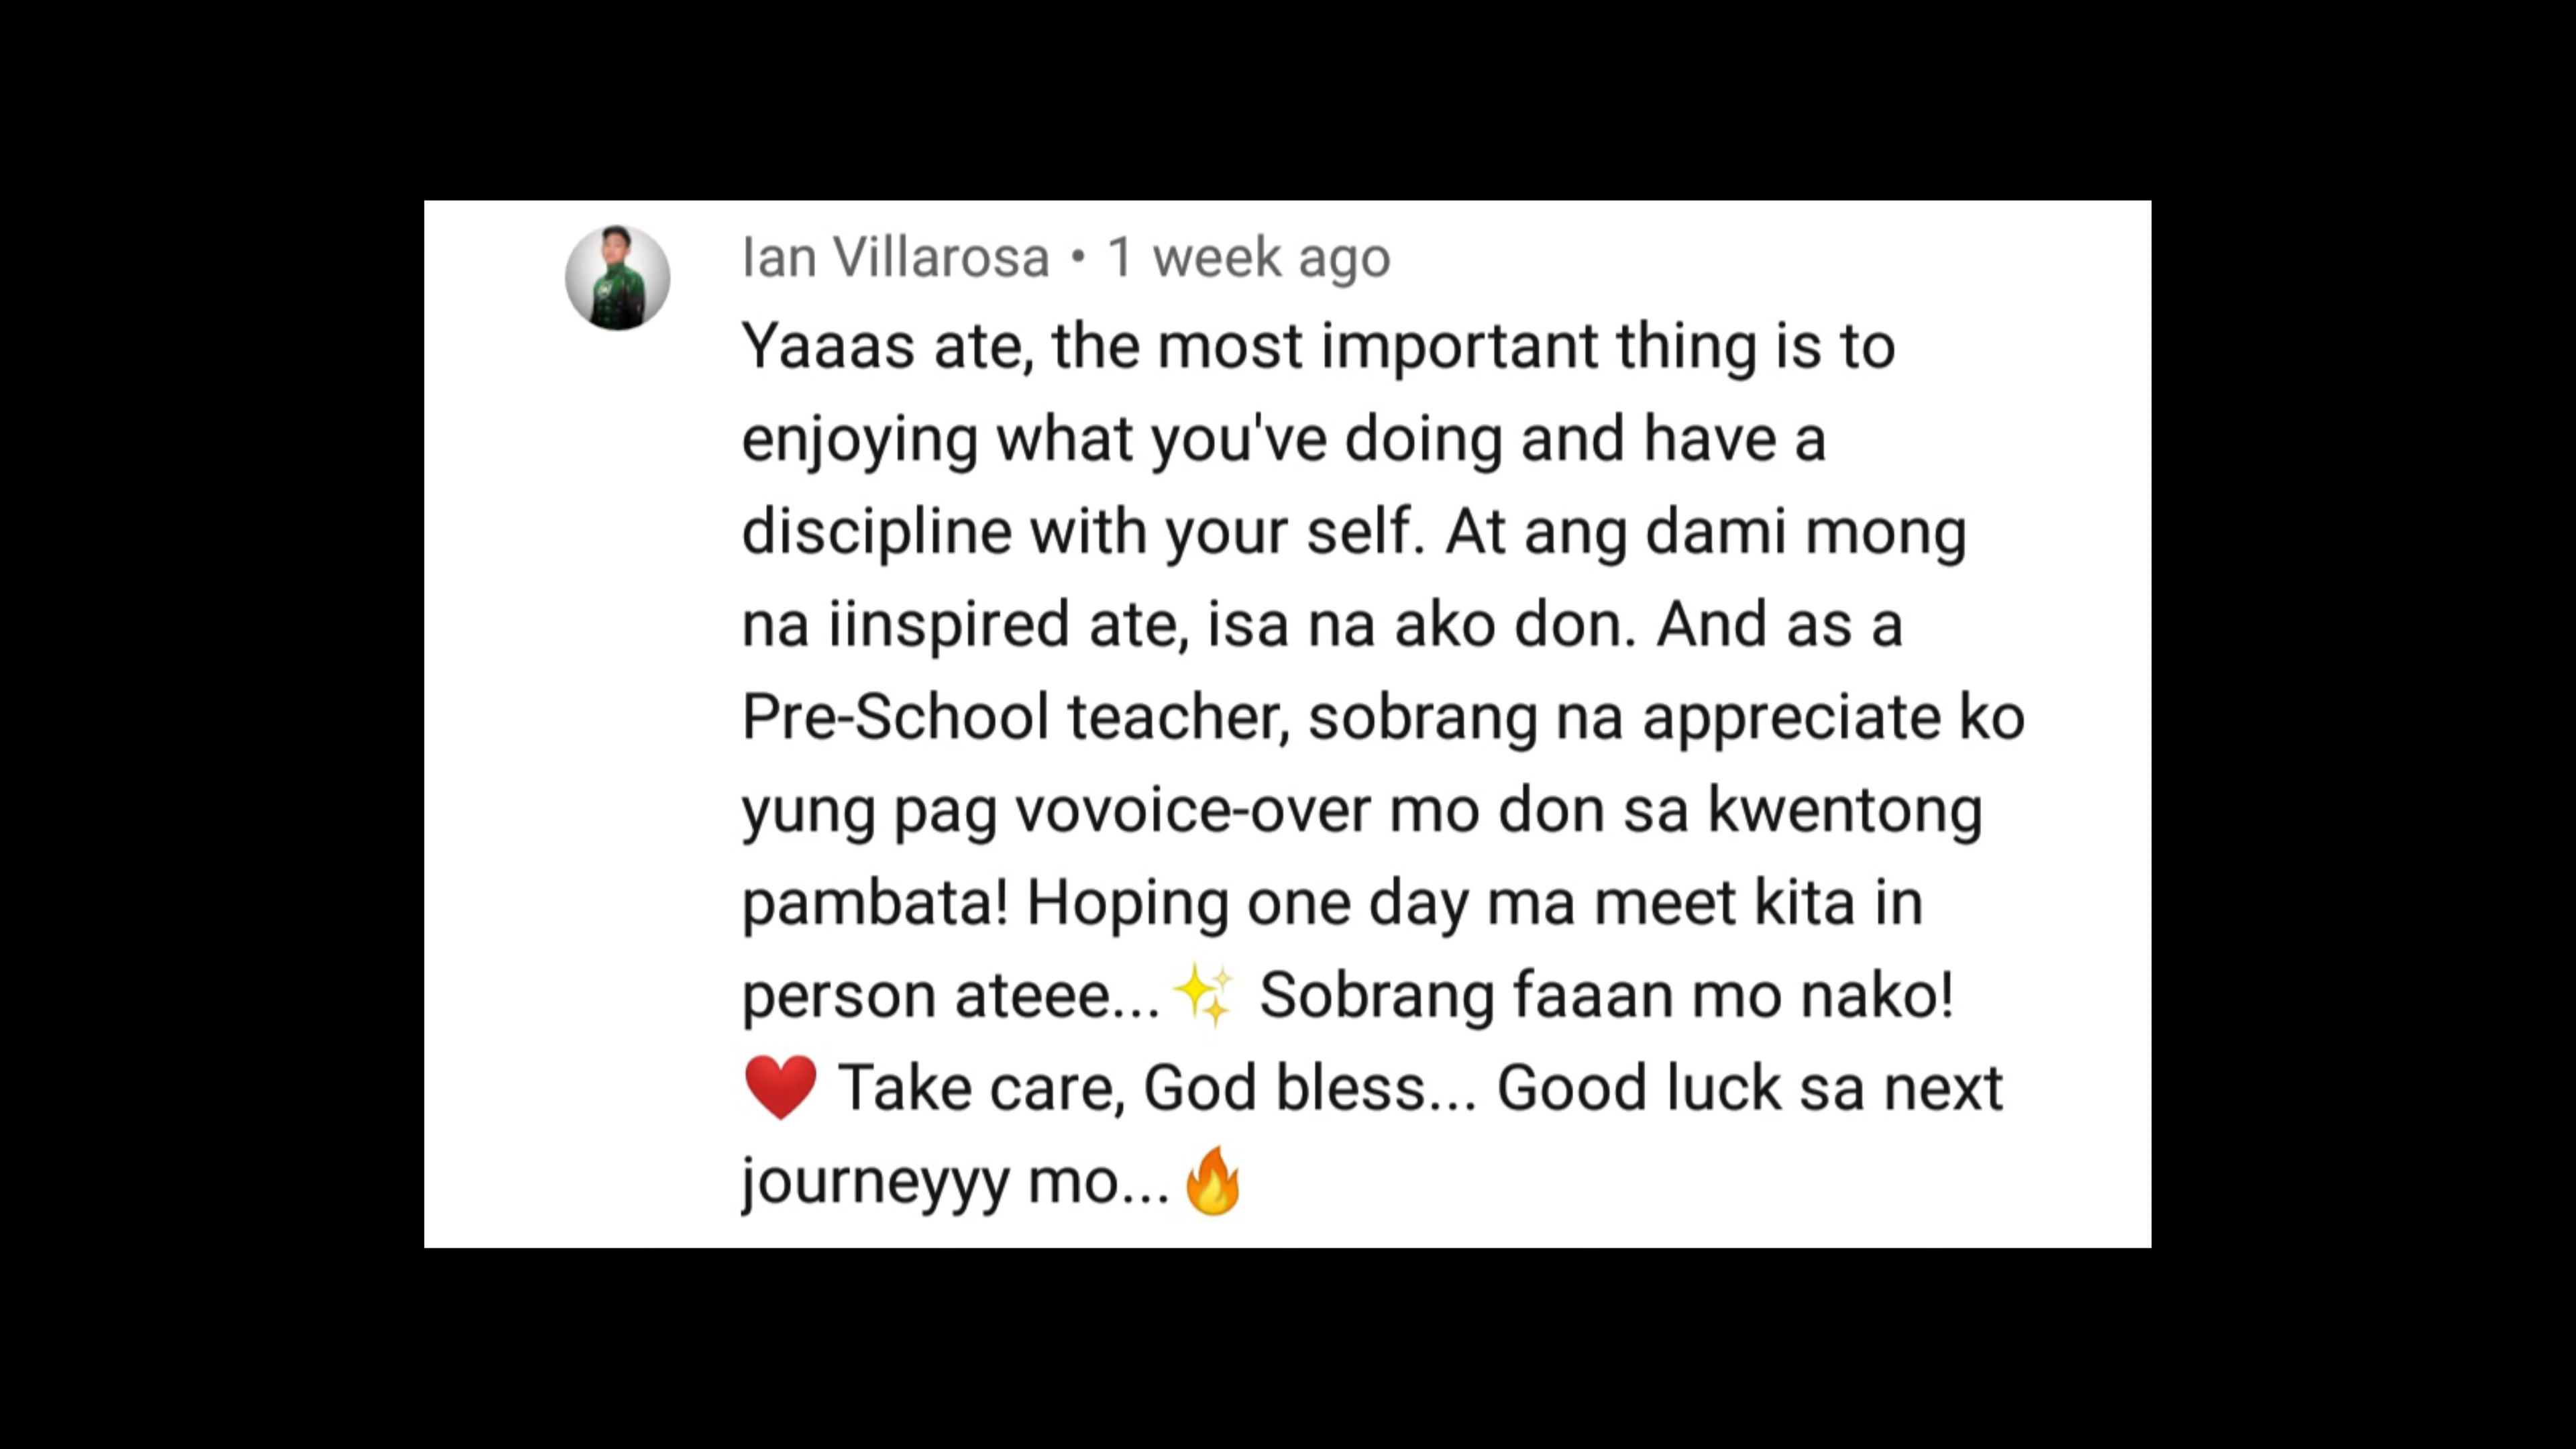 Ian Villarosa • 1 week ago
Yaaas ate, the most important thing is to
enjoying what you've doing and have a
discipline with your self. At ang dami mong
na iinspired ate, isa na ako don. And as a
Pre-School teacher, sobrang na appreciate ko
yung pag vovoice-over mo don sa kwentong
pambata! Hoping one day ma meet kita in
person ateee...✨ Sobrang faaan mo nako!
❤️ Take care, God bless... Good luck sa next
journeyyy mo...🔥